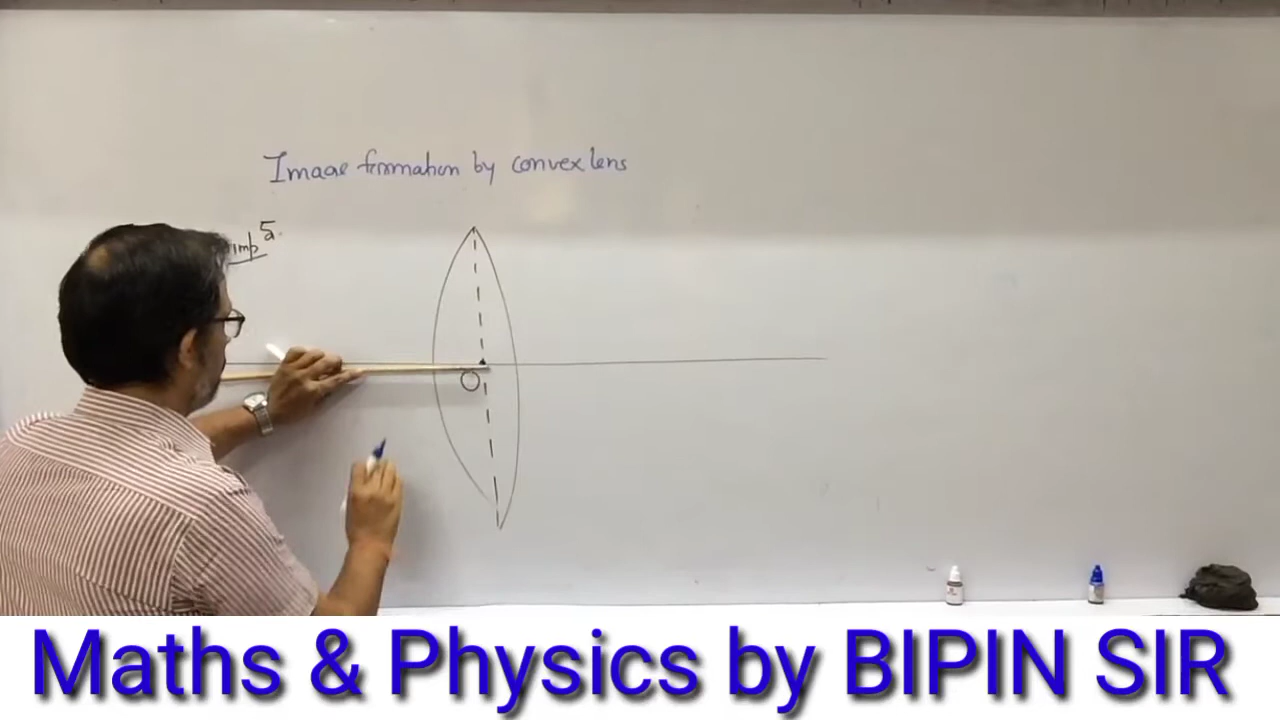 Image formation by convex lens
imp 5.
O
Maths & Physics by BIPIN SIR